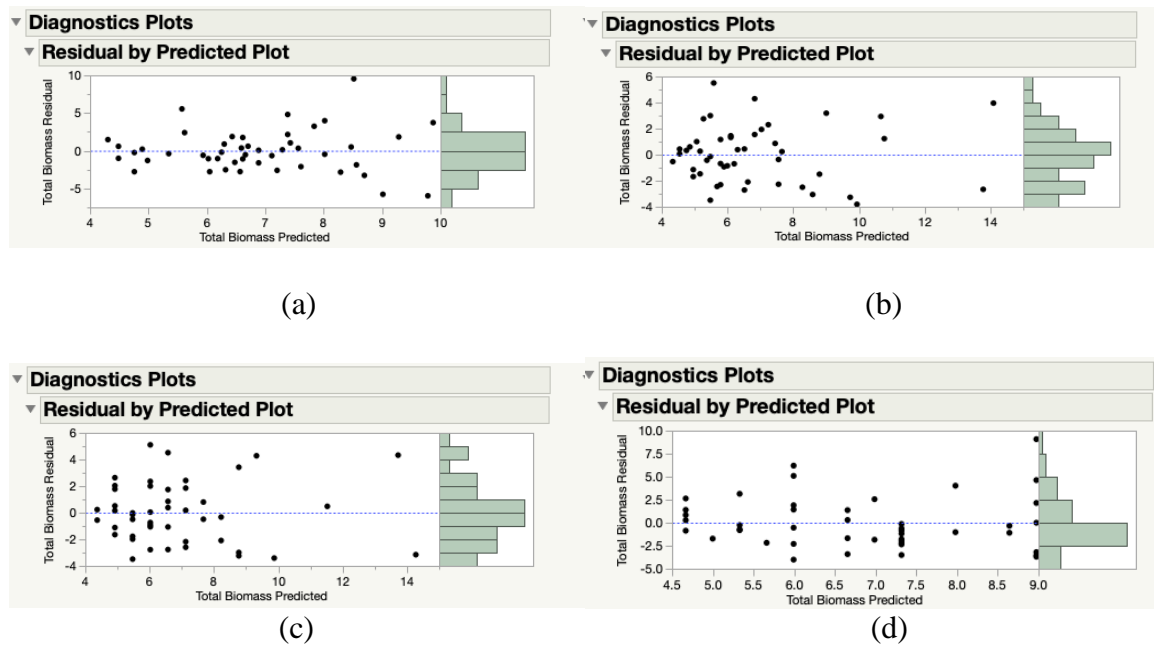 Diagnostics Plots
Residual by Predicted Plot
Total Biomass Residual
10
5
0
-5
4 5 6 7 8 9 10
Total Biomass Predicted
(a)
Diagnostics Plots
Residual by Predicted Plot
Total Biomass Residual
6
4
2
0
-2
-4
4 6 8 10 12 14
Total Biomass Predicted
(b)
Diagnostics Plots
Residual by Predicted Plot
Total Biomass Residual
6
4
2
0
-2
-4
4 6 8 10 12 14
Total Biomass Predicted
(c)
Diagnostics Plots
Residual by Predicted Plot
Total Biomass Residual
10.0
7.5
5.0
2.5
0.0
-2.5
-5.0
4.5 5.0 5.5 6.0 6.5 7.0 7.5 8.0 8.5 9.0
Total Biomass Predicted
(d)